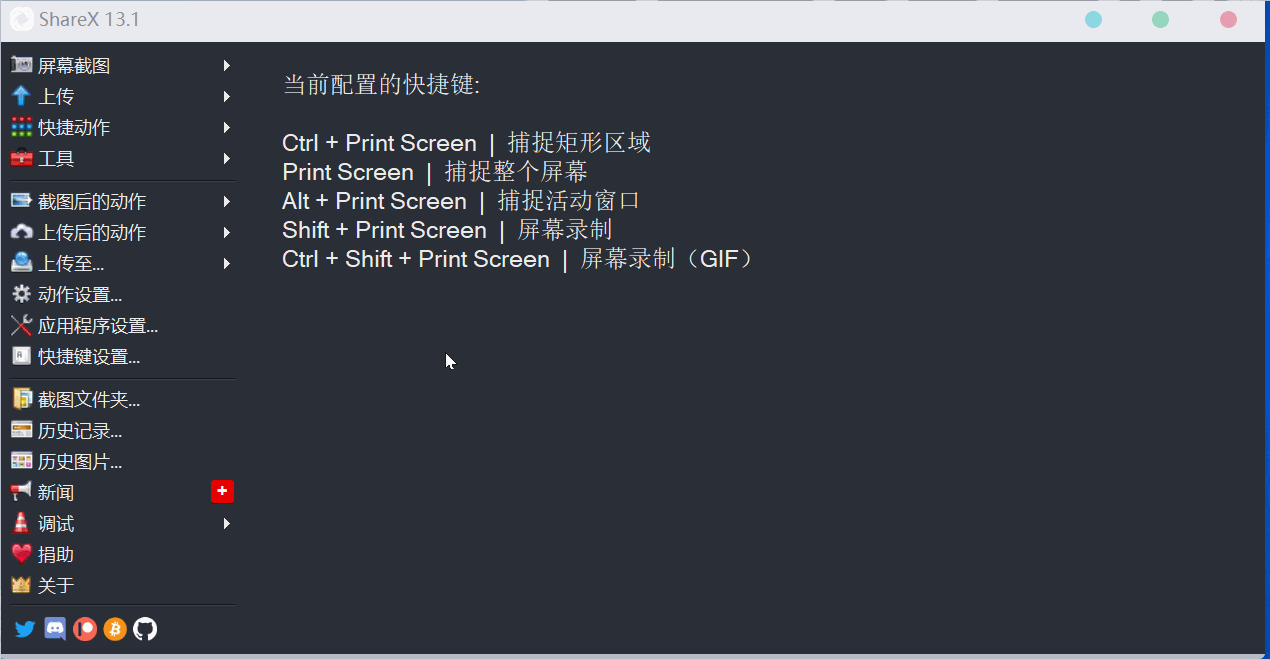 ShareX 13.1
屏幕截图
上传
快捷动作
工具
截图后的动作
上传后的动作
上传至...
动作设置...
应用程序设置...
快捷键设置...
截图文件夹...
历史记录...
历史图片...
新闻
+
调试
捐助
关于
当前配置的快捷键:
Ctrl + Print Screen | 捕捉矩形区域
Print Screen | 捕捉整个屏幕
Alt + Print Screen | 捕捉活动窗口
Shift + Print Screen | 屏幕录制
Ctrl + Shift + Print Screen | 屏幕录制（GIF）